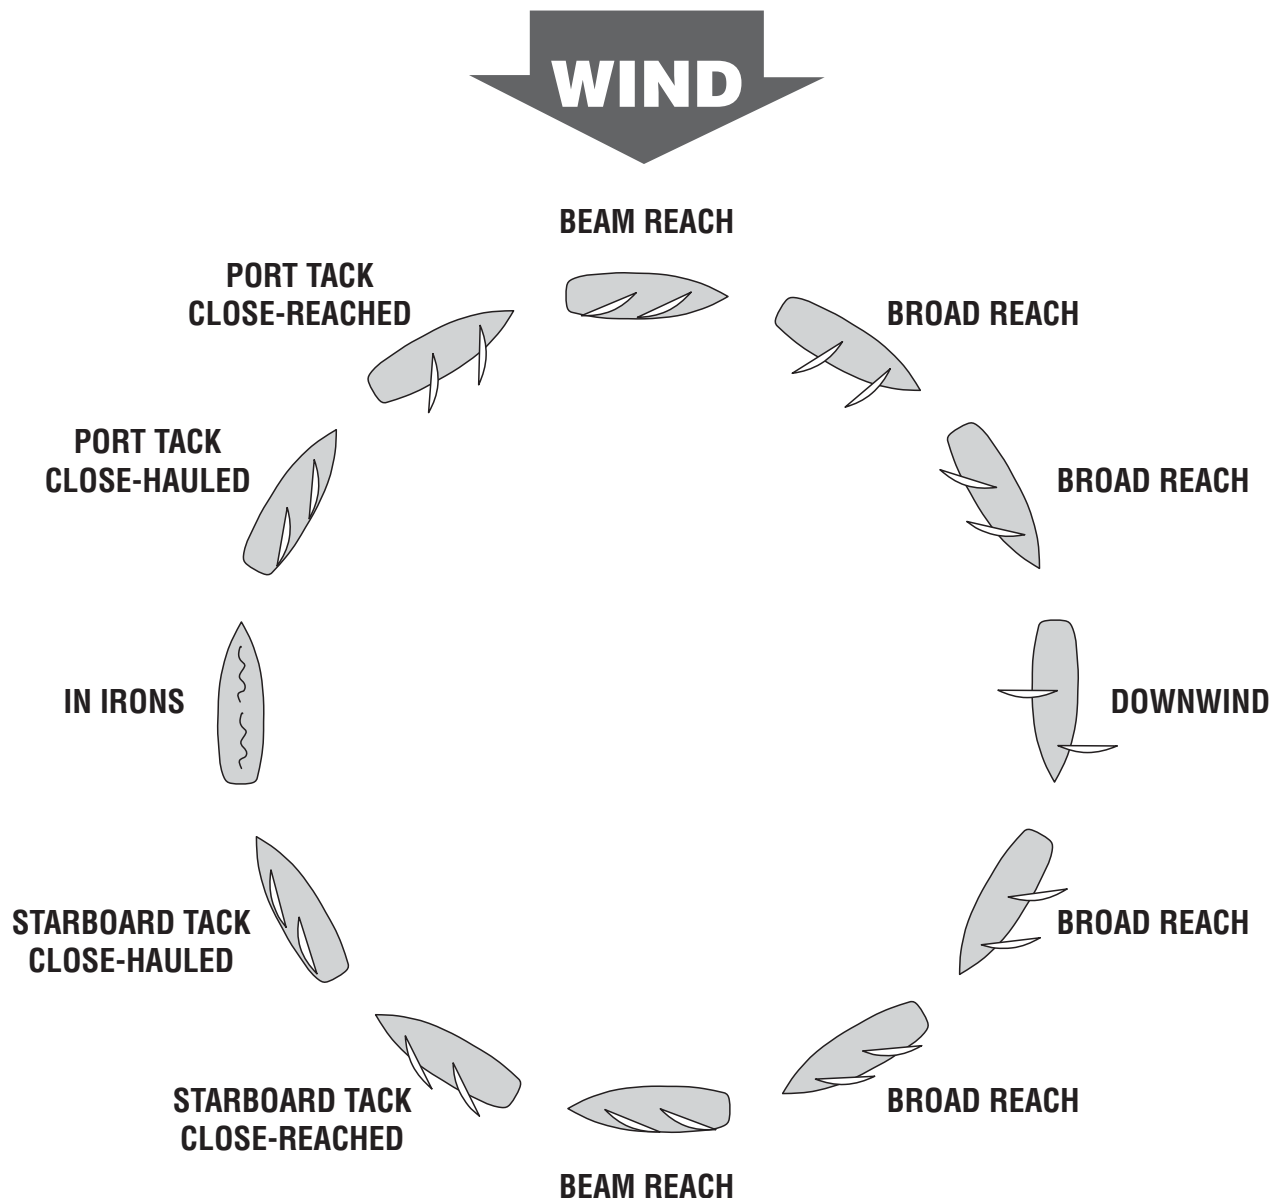 WIND
BEAM REACH
PORT TACK
CLOSE-REACHED
BROAD REACH
PORT TACK
CLOSE-HAULED
BROAD REACH
IN IRONS
DOWNWIND
STARBOARD TACK
CLOSE-HAULED
BROAD REACH
STARBOARD TACK
CLOSE-REACHED
BROAD REACH
BEAM REACH